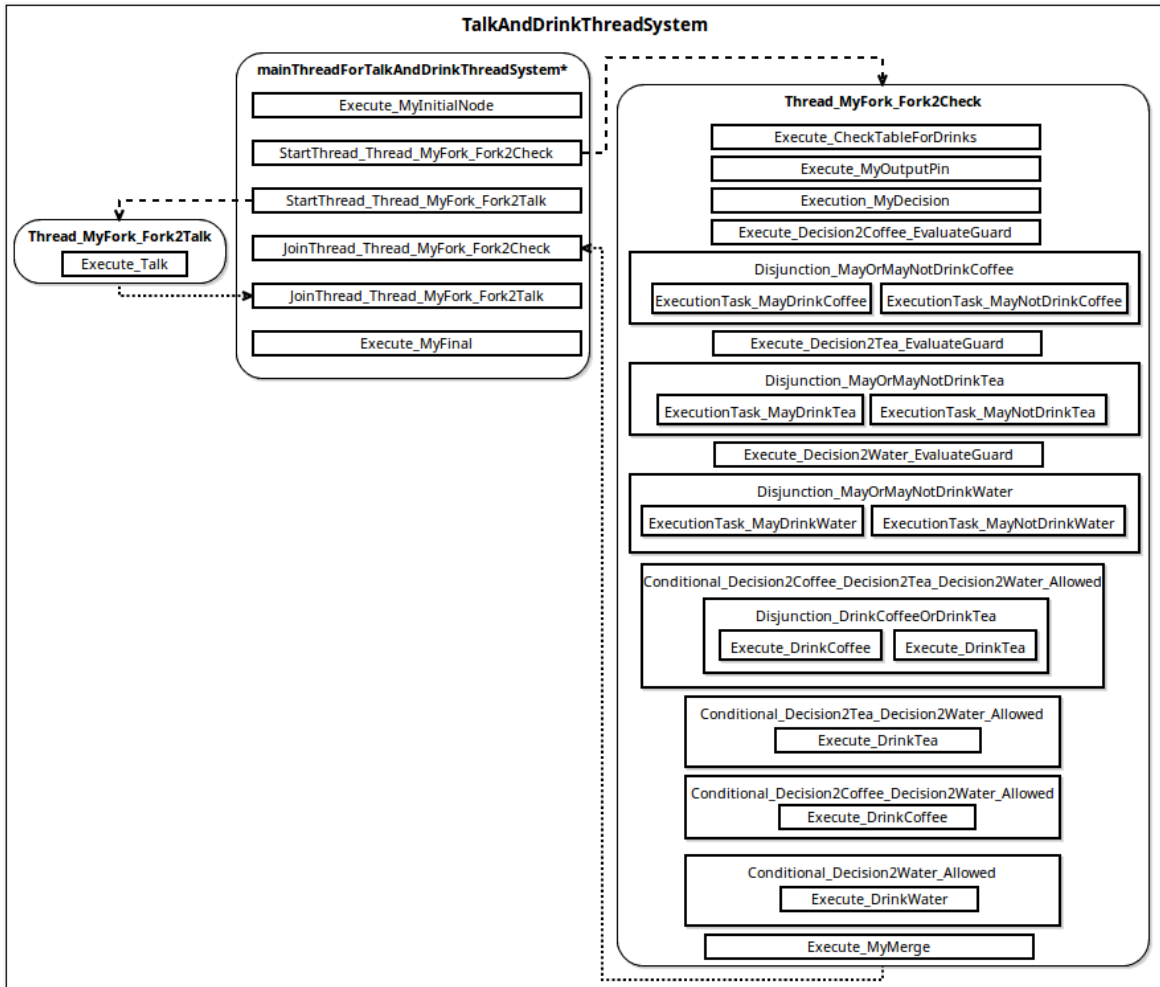 TalkAndDrinkThreadSystem
mainThreadForTalkAndDrinkThreadSystem*
Execute_MyInitialNode
StartThread_Thread_MyFork_Fork2Check
StartThread_Thread_MyFork_Fork2Talk
JoinThread_Thread_MyFork_Fork2Check
JoinThread_Thread_MyFork_Fork2Talk
Execute_MyFinal
Thread_MyFork_Fork2Talk
Execute_Talk
Thread_MyFork_Fork2Check
Execute_CheckTableForDrinks
Execute_MyOutputPin
Execution_MyDecision
Execute_Decision2Coffee_EvaluateGuard
Disjunction_MayOrMayNotDrinkCoffee
ExecutionTask_MayDrinkCoffee ExecutionTask_MayNotDrinkCoffee
Execute_Decision2Tea_EvaluateGuard
Disjunction_MayOrMayNotDrinkTea
ExecutionTask_MayDrinkTea ExecutionTask_MayNotDrinkTea
Execute_Decision2Water_EvaluateGuard
Disjunction_MayOrMayNotDrinkWater
ExecutionTask_MayDrinkWater ExecutionTask_MayNotDrinkWater
Conditional_Decision2Coffee_Decision2Tea_Decision2Water_Allowed
Disjunction_DrinkCoffeeOrDrinkTea
Execute_DrinkCoffee Execute_DrinkTea
Conditional_Decision2Tea_Decision2Water_Allowed
Execute_DrinkTea
Conditional_Decision2Coffee_Decision2Water_Allowed
Execute_DrinkCoffee
Conditional_Decision2Water_Allowed
Execute_DrinkWater
Execute_MyMerge